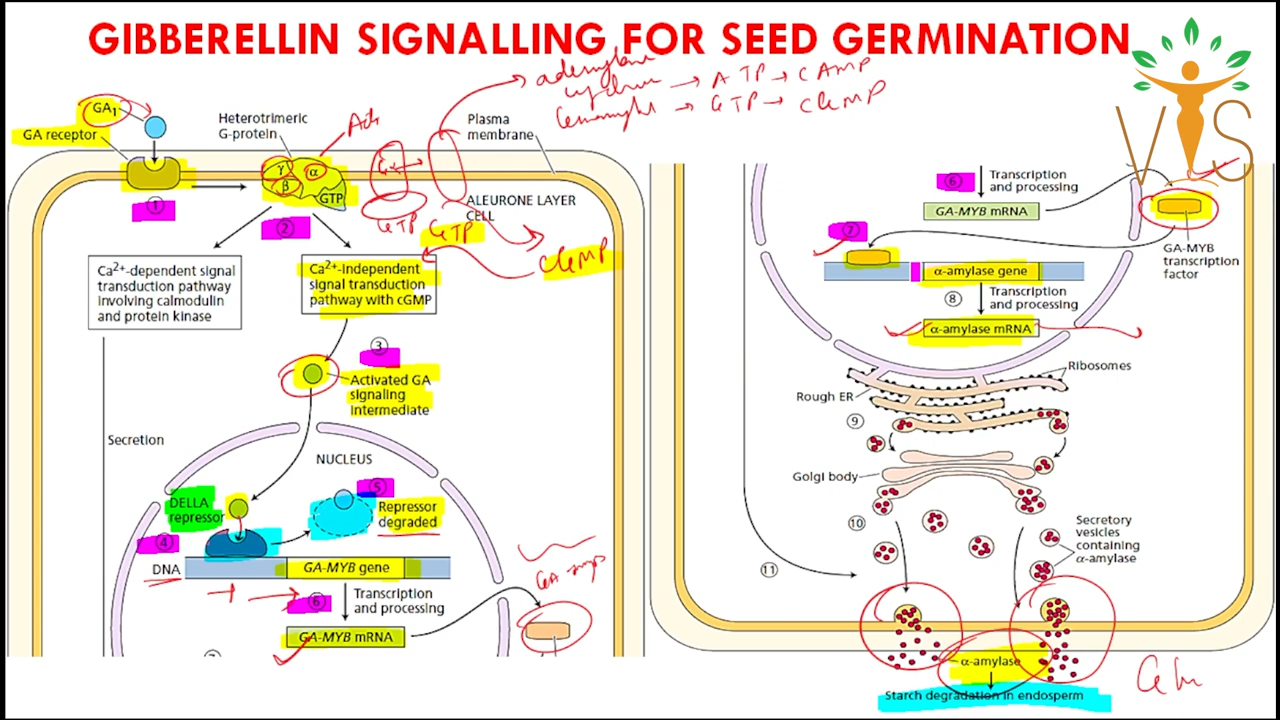 GIBBERELLIN SIGNALLING FOR SEED GERMINATION
V S
adenylate
cyclase → ATP → cAMP
→ GTP → cGMP
GA1
GA receptor
Heterotrimeric
G-protein
Plasma
membrane
γ
α
β
GTP
ALEURONE LAYER
CELL
①
②
GTP
GTP
cGMP
Ca2+-dependent signal
transduction pathway
involving calmodulin
and protein kinase
Ca2+-independent
signal transduction
pathway with cGMP
③
Activated GA
signaling
intermediate
Secretion
NUCLEUS
DELLA
repressor
⑤
Repressor
degraded
④
DNA
GA-MYB gene
⑥
Transcription
and processing
GA-MYB mRNA
⑥
Transcription
and processing
GA-MYB mRNA
⑦
GA-MYB
transcription
factor
α-amylase gene
⑧
Transcription
and processing
α-amylase mRNA
Ribosomes
Rough ER
⑨
Golgi body
⑩
Secretory
vesicles
containing
α-amylase
⑪
α-amylase
Starch degradation in endosperm